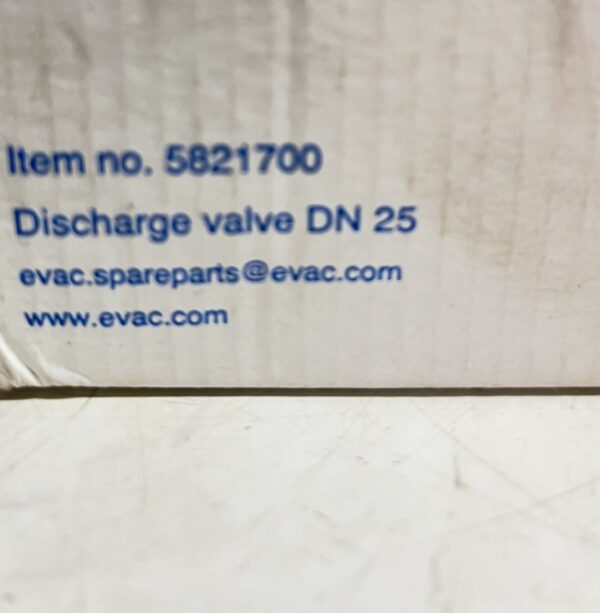 Item no. 5821700
Discharge valve DN 25
evac.spareparts@evac.com
www.evac.com